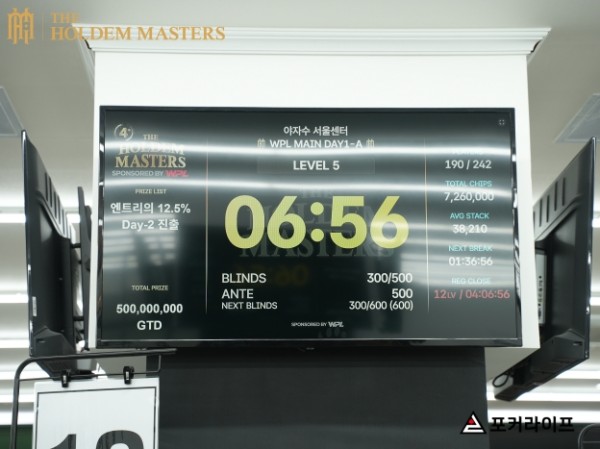 THE
HOLDEM MASTERS
야자수 서울센터
WPL MAIN DAY1-A
LEVEL 5
4th
THE
HOLDEM
MASTERS
SPONSORED BY WPL
PRIZE LIST
엔트리의 12.5%
Day-2 진출
TOTAL PRIZE
500,000,000
GTD
06:56
BLINDS 300/500
ANTE 500
NEXT BLINDS 300/600 (600)
SPONSORED BY WPL
190 / 242
TOTAL CHIPS
7,260,000
AVG STACK
38,210
NEXT BREAK
01:36:56
REG CLOSE
12LV / 04:06:56
포커라이프